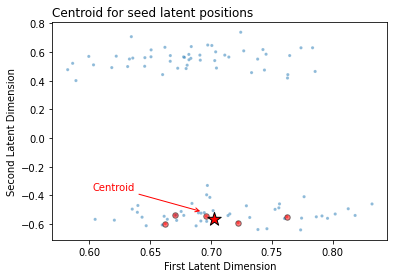 Centroid for seed latent positions
0.8
0.6
0.4
0.2
0.0
−0.2
−0.4
−0.6
Second Latent Dimension
Centroid
0.60 0.65 0.70 0.75 0.80
First Latent Dimension